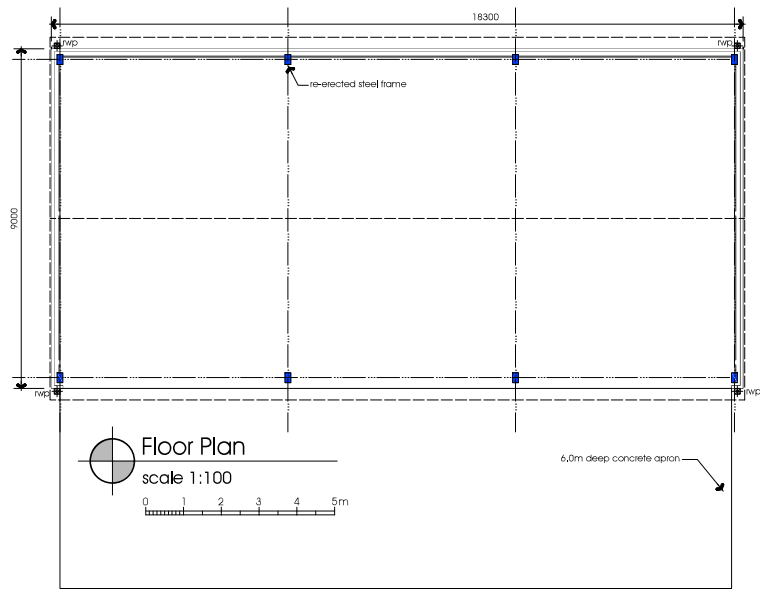 18300
rwp
rwp
re-erected steel frame
9000
rwp
rwp
Floor Plan
scale 1:100
6.0m deep concrete apron
0 1 2 3 4 5m